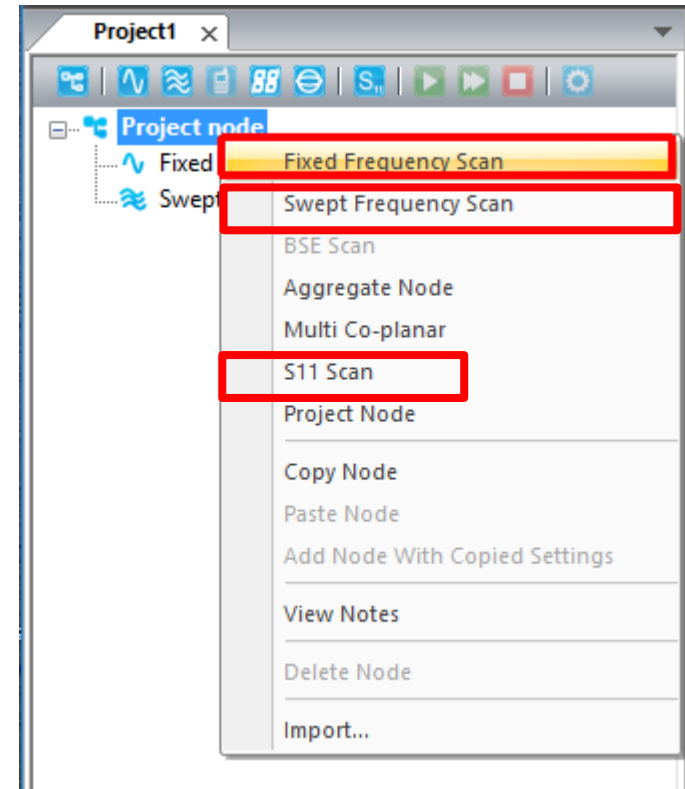 Project1
S11
Project node
Fixed
Fixed Frequency Scan
Swept
Swept Frequency Scan
BSE Scan
Aggregate Node
Multi Co-planar
S11 Scan
Project Node
Copy Node
Paste Node
Add Node With Copied Settings
View Notes
Delete Node
Import...